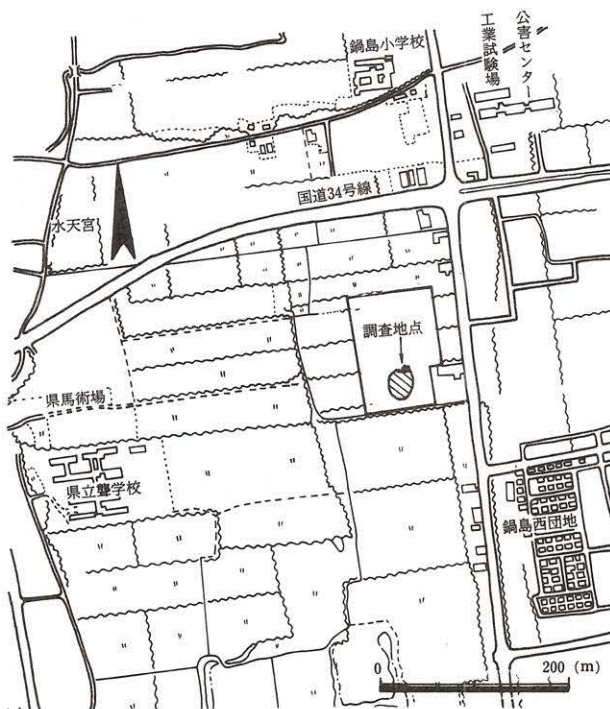 鍋島小学校
工業試験場
公害センター
国道34号線
水天宮
調査地点
県馬術場
県立聾学校
鍋島西団地
0 200 (m)